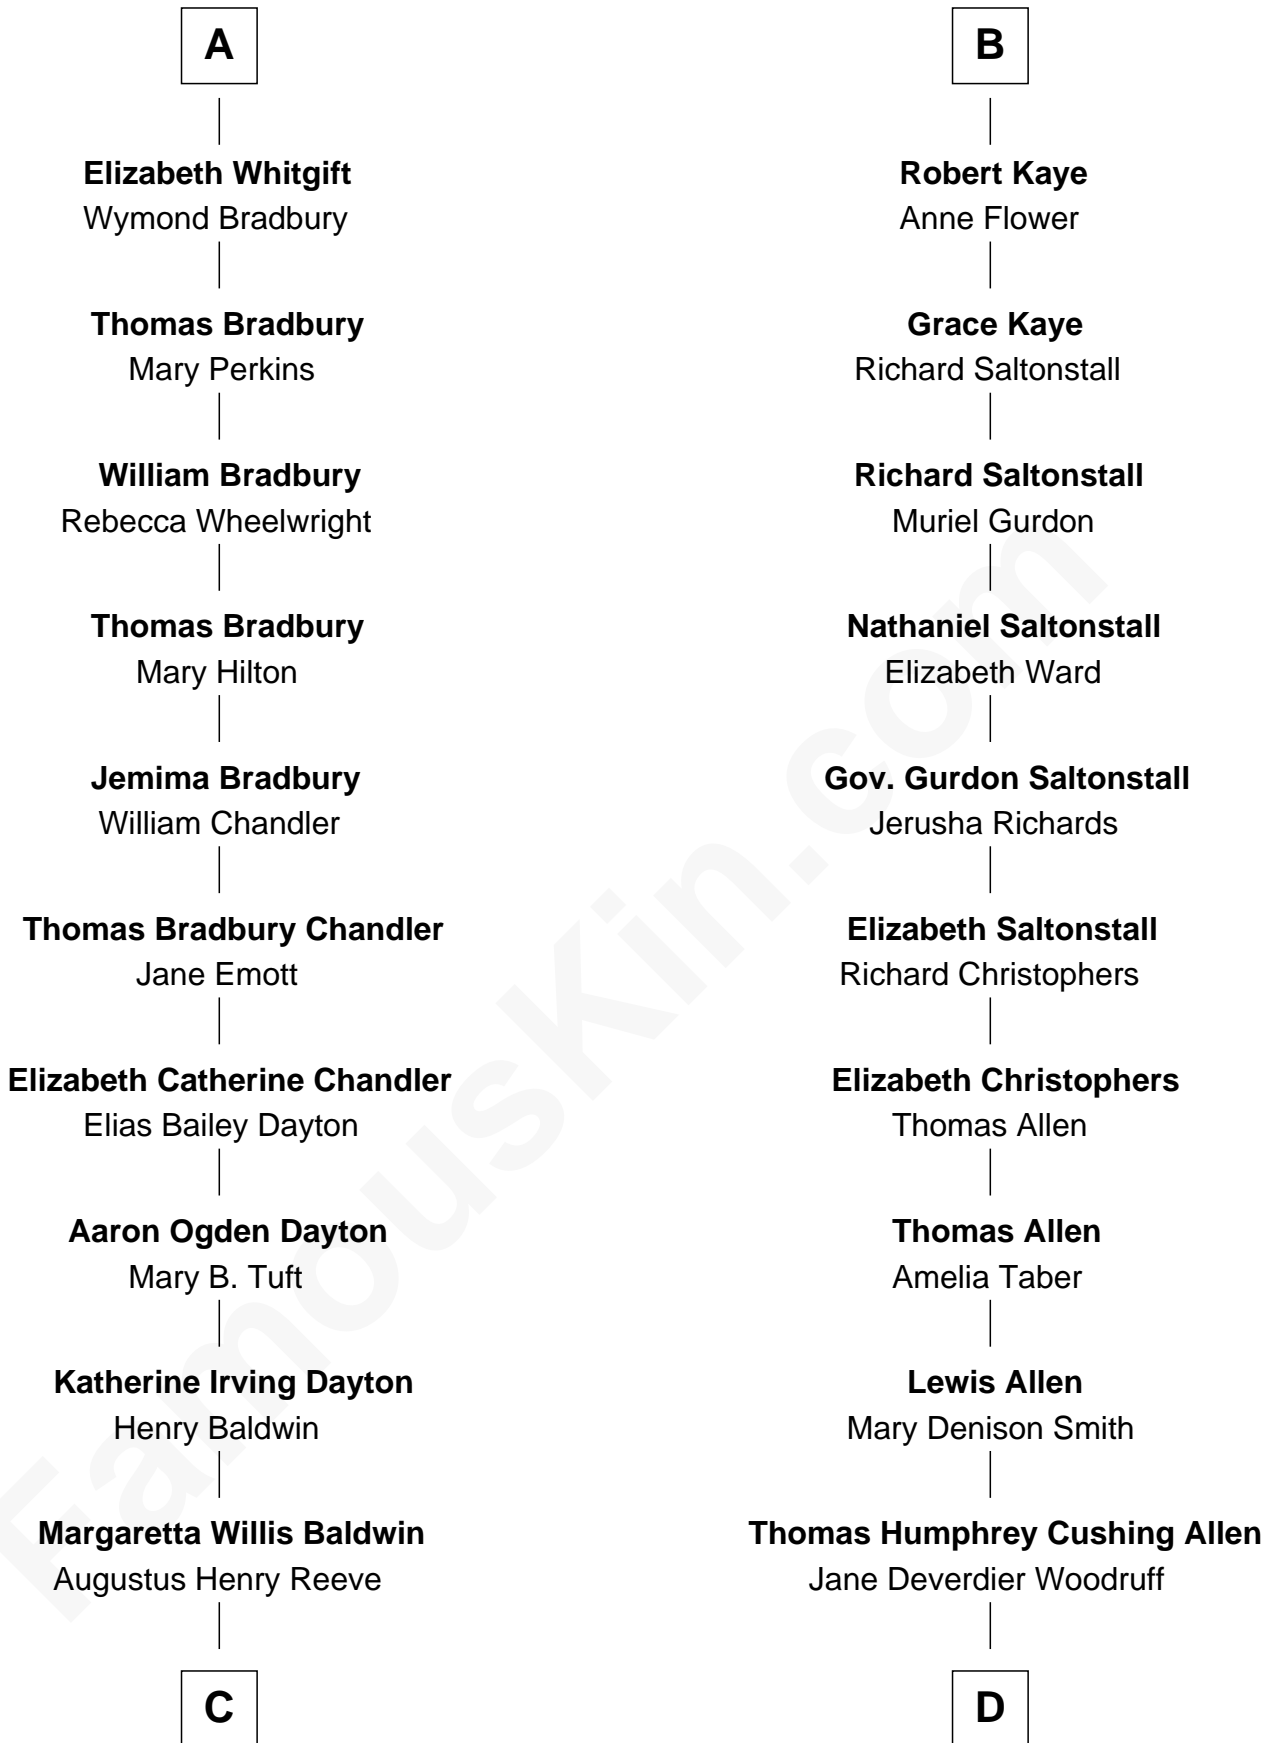 A
Elizabeth Whitgift
Wymond Bradbury
Thomas Bradbury
Mary Perkins
William Bradbury
Rebecca Wheelwright
Thomas Bradbury
Mary Hilton
Jemima Bradbury
William Chandler
Thomas Bradbury Chandler
Jane Emott
Elizabeth Catherine Chandler
Elias Bailey Dayton
Aaron Ogden Dayton
Mary B. Tuft
Katherine Irving Dayton
Henry Baldwin
Margaretta Willis Baldwin
Augustus Henry Reeve
C
B
Robert Kaye
Anne Flower
Grace Kaye
Richard Saltonstall
Richard Saltonstall
Muriel Gurdon
Nathaniel Saltonstall
Elizabeth Ward
Gov. Gurdon Saltonstall
Jerusha Richards
Elizabeth Saltonstall
Richard Christophers
Elizabeth Christophers
Thomas Allen
Thomas Allen
Amelia Taber
Lewis Allen
Mary Denison Smith
Thomas Humphrey Cushing Allen
Jane Deverdier Woodruff
D
FamousKin.com